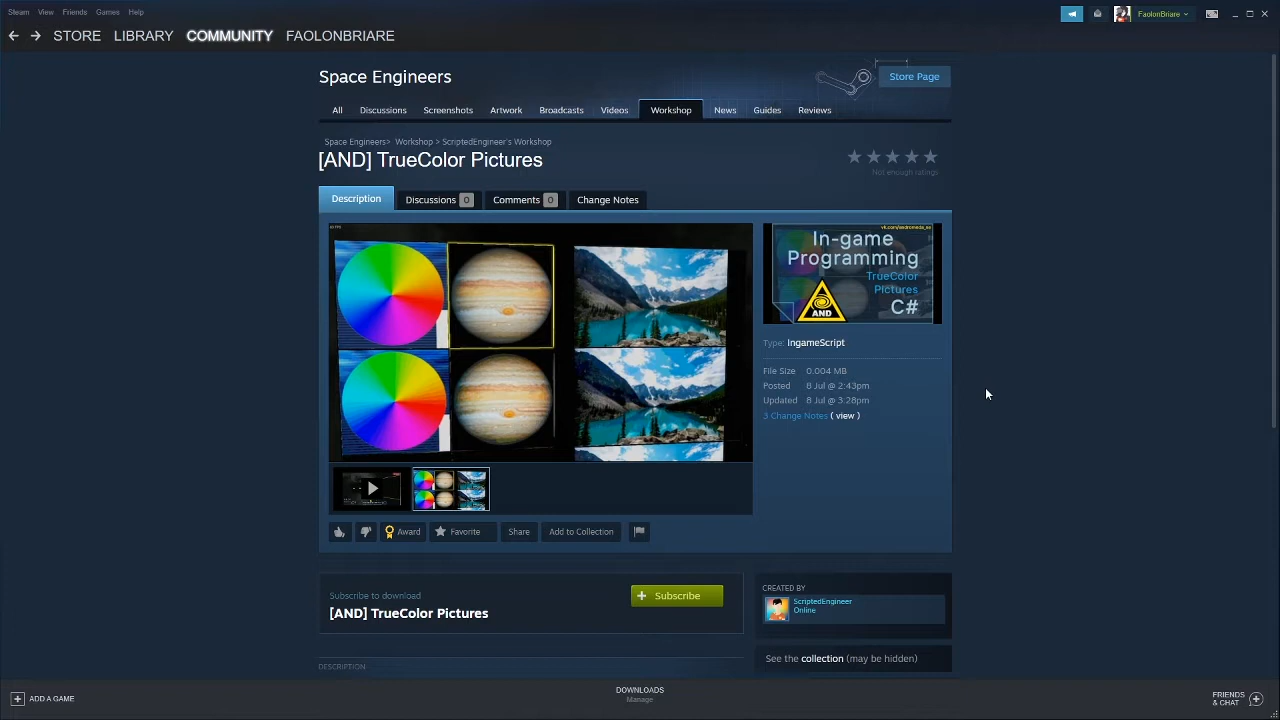 Steam View Friends Games Help
FaolonBriare
STORE LIBRARY COMMUNITY FAOLONBRIARE
Space Engineers
Store Page
All Discussions Screenshots Artwork Broadcasts Videos Workshop News Guides Reviews
Space Engineers> Workshop > ScriptedEngineer's Workshop
[AND] TrueColor Pictures
Not enough ratings
Description Discussions 0 Comments 0 Change Notes
In-game
Programming
TrueColor
Pictures
C#
AND
Type: IngameScript
File Size 0.004 MB
Posted 8 Jul @ 2:43pm
Updated 8 Jul @ 3:28pm
3 Change Notes ( view )
Award Favorite Share Add to Collection
Subscribe to download
[AND] TrueColor Pictures
Subscribe
CREATED BY
ScriptedEngineer
Online
See the collection (may be hidden)
DESCRIPTION
ADD A GAME
DOWNLOADS
Manage
FRIENDS
& CHAT